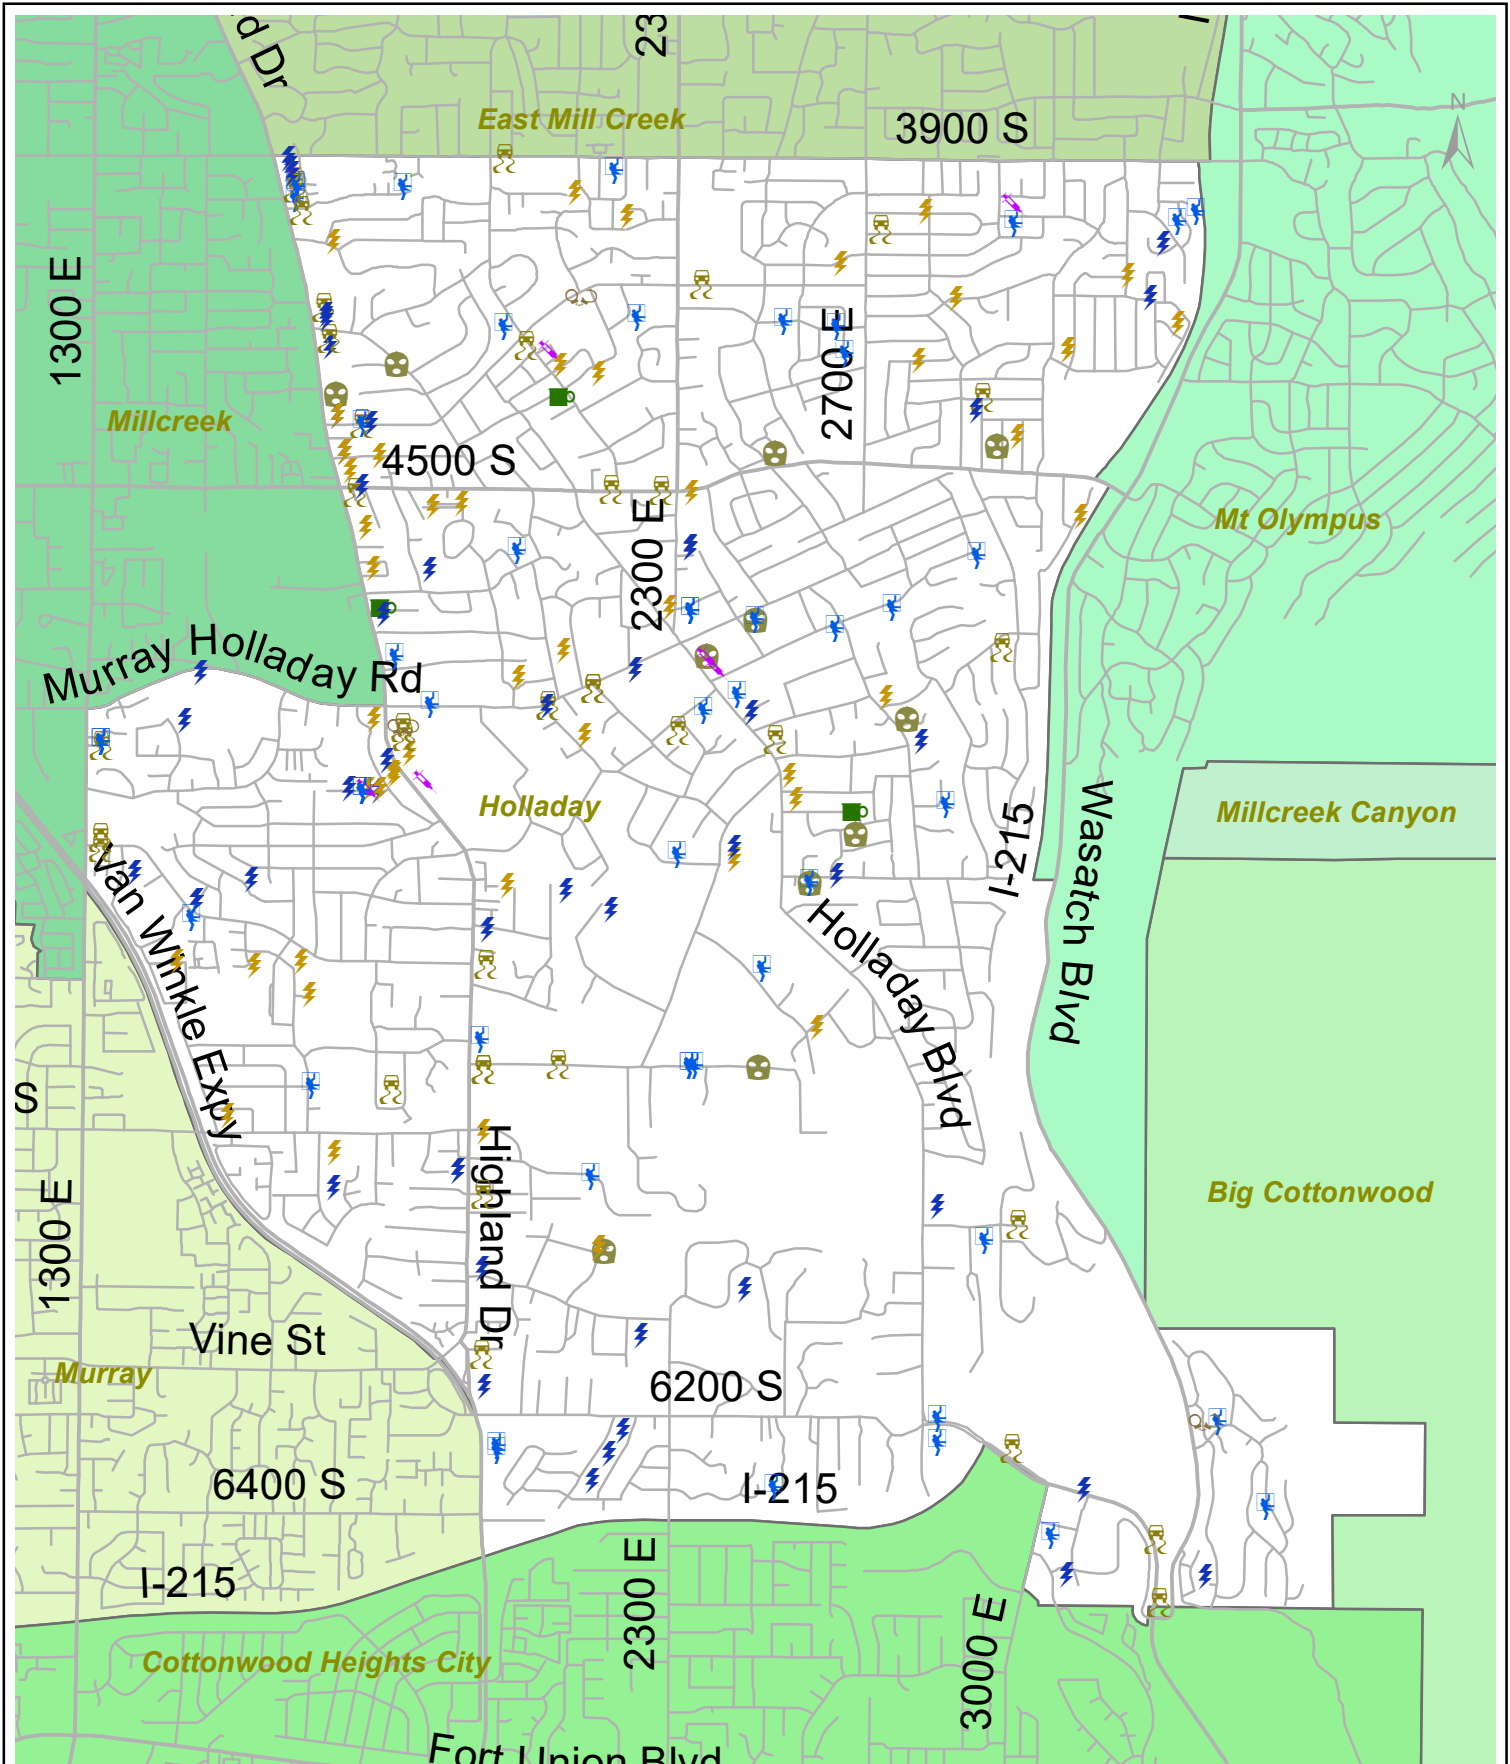 d Dr
23
East Mill Creek
3900 S
N
1300 E
2700 E
Millcreek
4500 S
2300 E
Mt Olympus
Murray Holladay Rd
Holladay
I-215
Wasatch Blvd
Millcreek Canyon
Van Winkle Expy
Holladay Blvd
S
Highland Dr
Big Cottonwood
1300 E
Vine St
Murray
6200 S
6400 S
I-215
I-215
2300 E
3000 E
Cottonwood Heights City
Fort Union Blvd